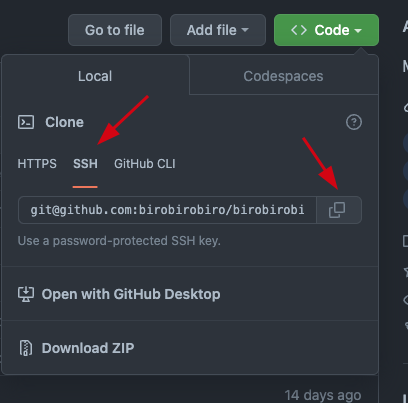 Go to file Add file Code
Local Codespaces
Clone
HTTPS SSH GitHub CLI
git@github.com:birobirobiro/birobirobi
Use a password-protected SSH key.
Open with GitHub Desktop
Download ZIP
14 days ago